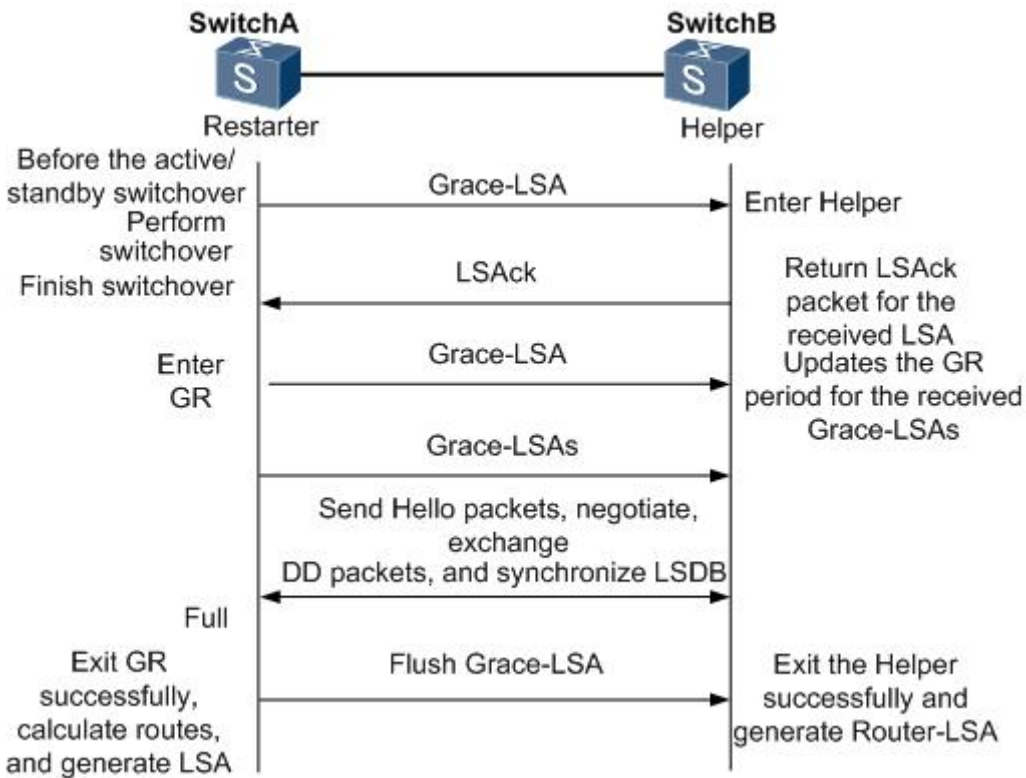 SwitchA
SwitchB
S
S
Restarter
Helper
Before the active/
standby switchover
Grace-LSA
Enter Helper
Perform
switchover
Finish switchover
LSAck
Return LSAck
packet for the
received LSA
Enter
GR
Grace-LSA
Updates the GR
period for the received
Grace-LSAs
Grace-LSAs
Send Hello packets, negotiate,
exchange
DD packets, and synchronize LSDB
Full
Exit GR
successfully,
calculate routes,
and generate LSA
Flush Grace-LSA
Exit the Helper
successfully and
generate Router-LSA